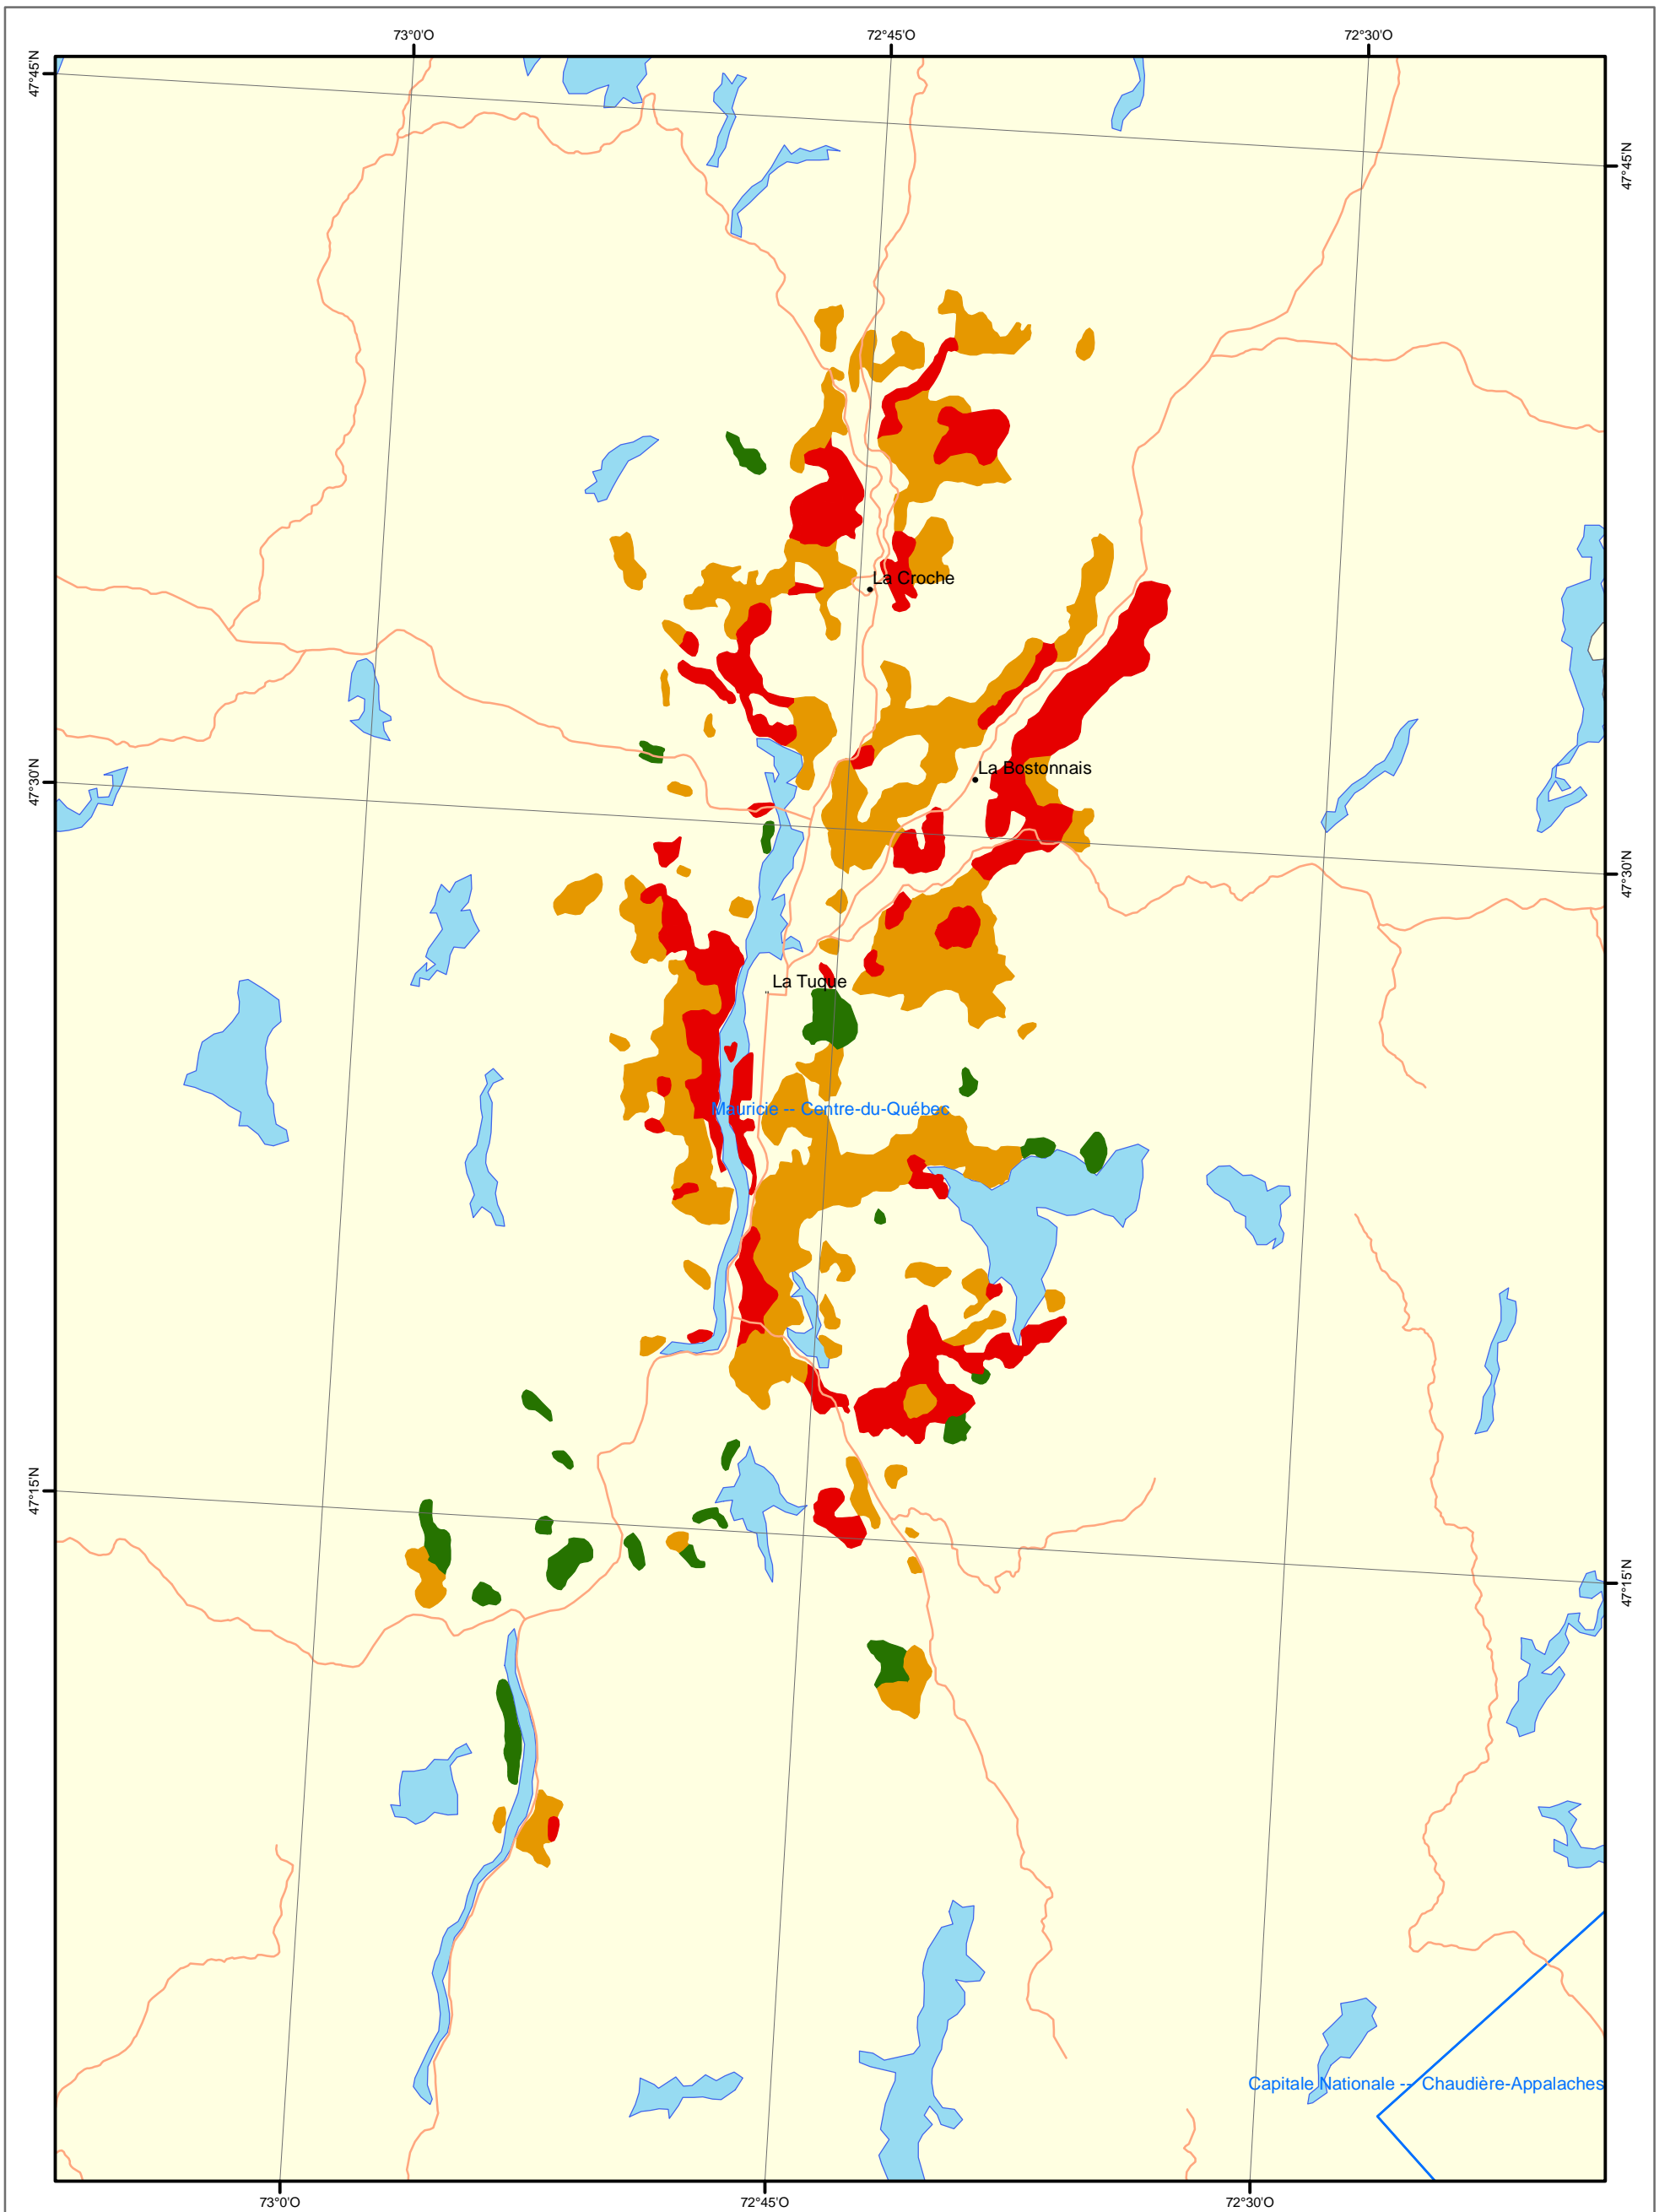 73°0'O
72°45'O
72°30'O
47°45'N
47°45'N
La Croche
La Bostonnais
47°30'N
47°30'N
La Tuque
Mauricie -- Centre-du-Québec
47°15'N
47°15'N
Capitale Nationale -- Chaudière-Appalaches
73°0'O
72°45'O
72°30'O